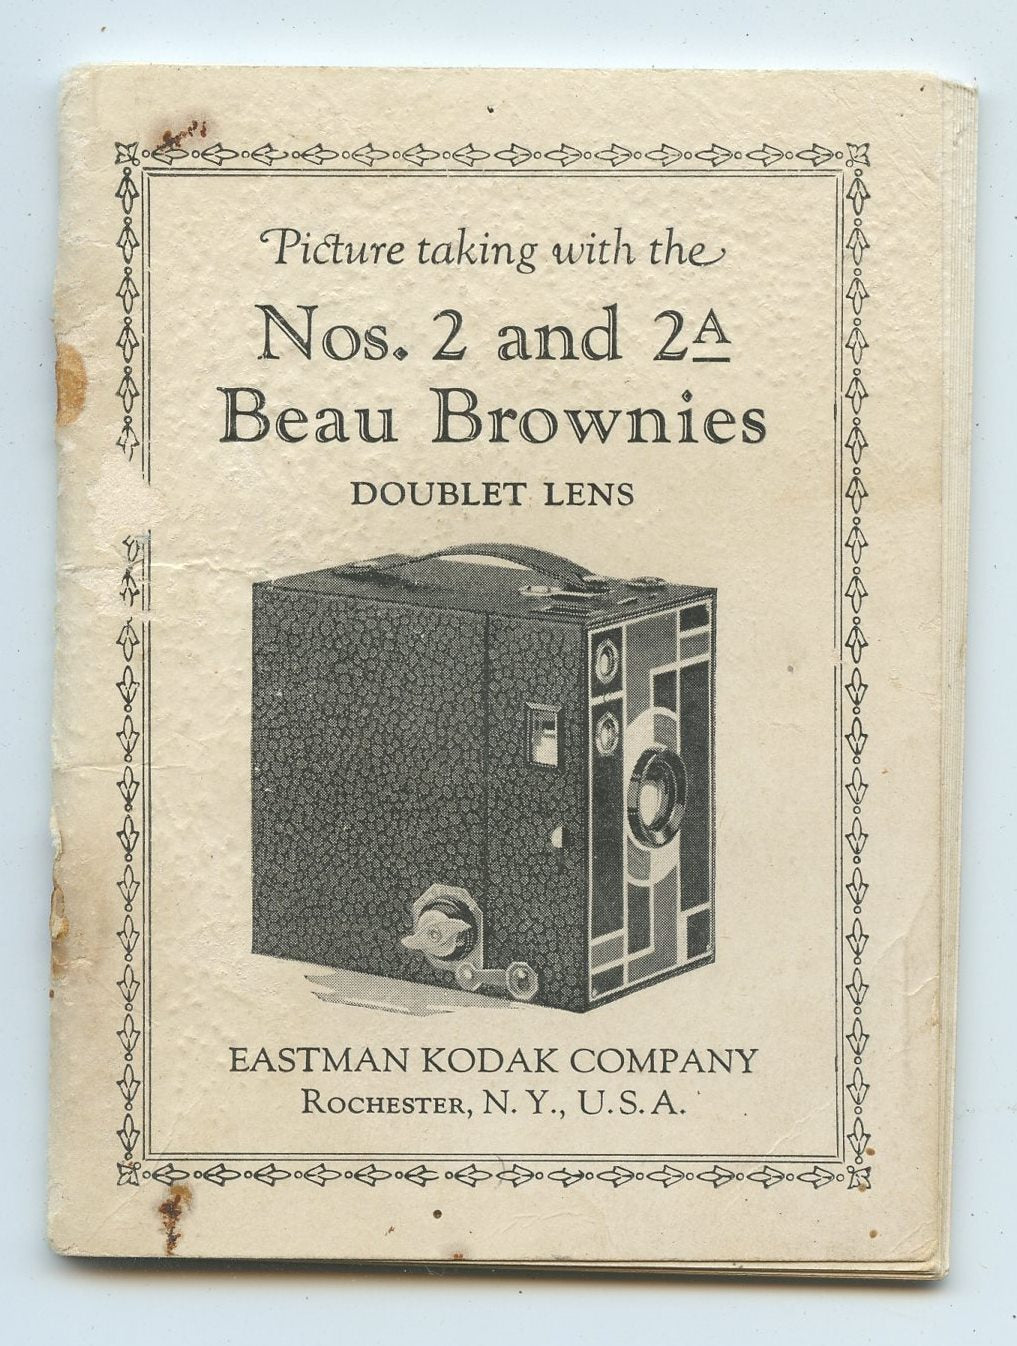 Picture taking with the
Nos. 2 and 2A
Beau Brownies
DOUBLET LENS
EASTMAN KODAK COMPANY
ROCHESTER, N. Y., U. S. A.